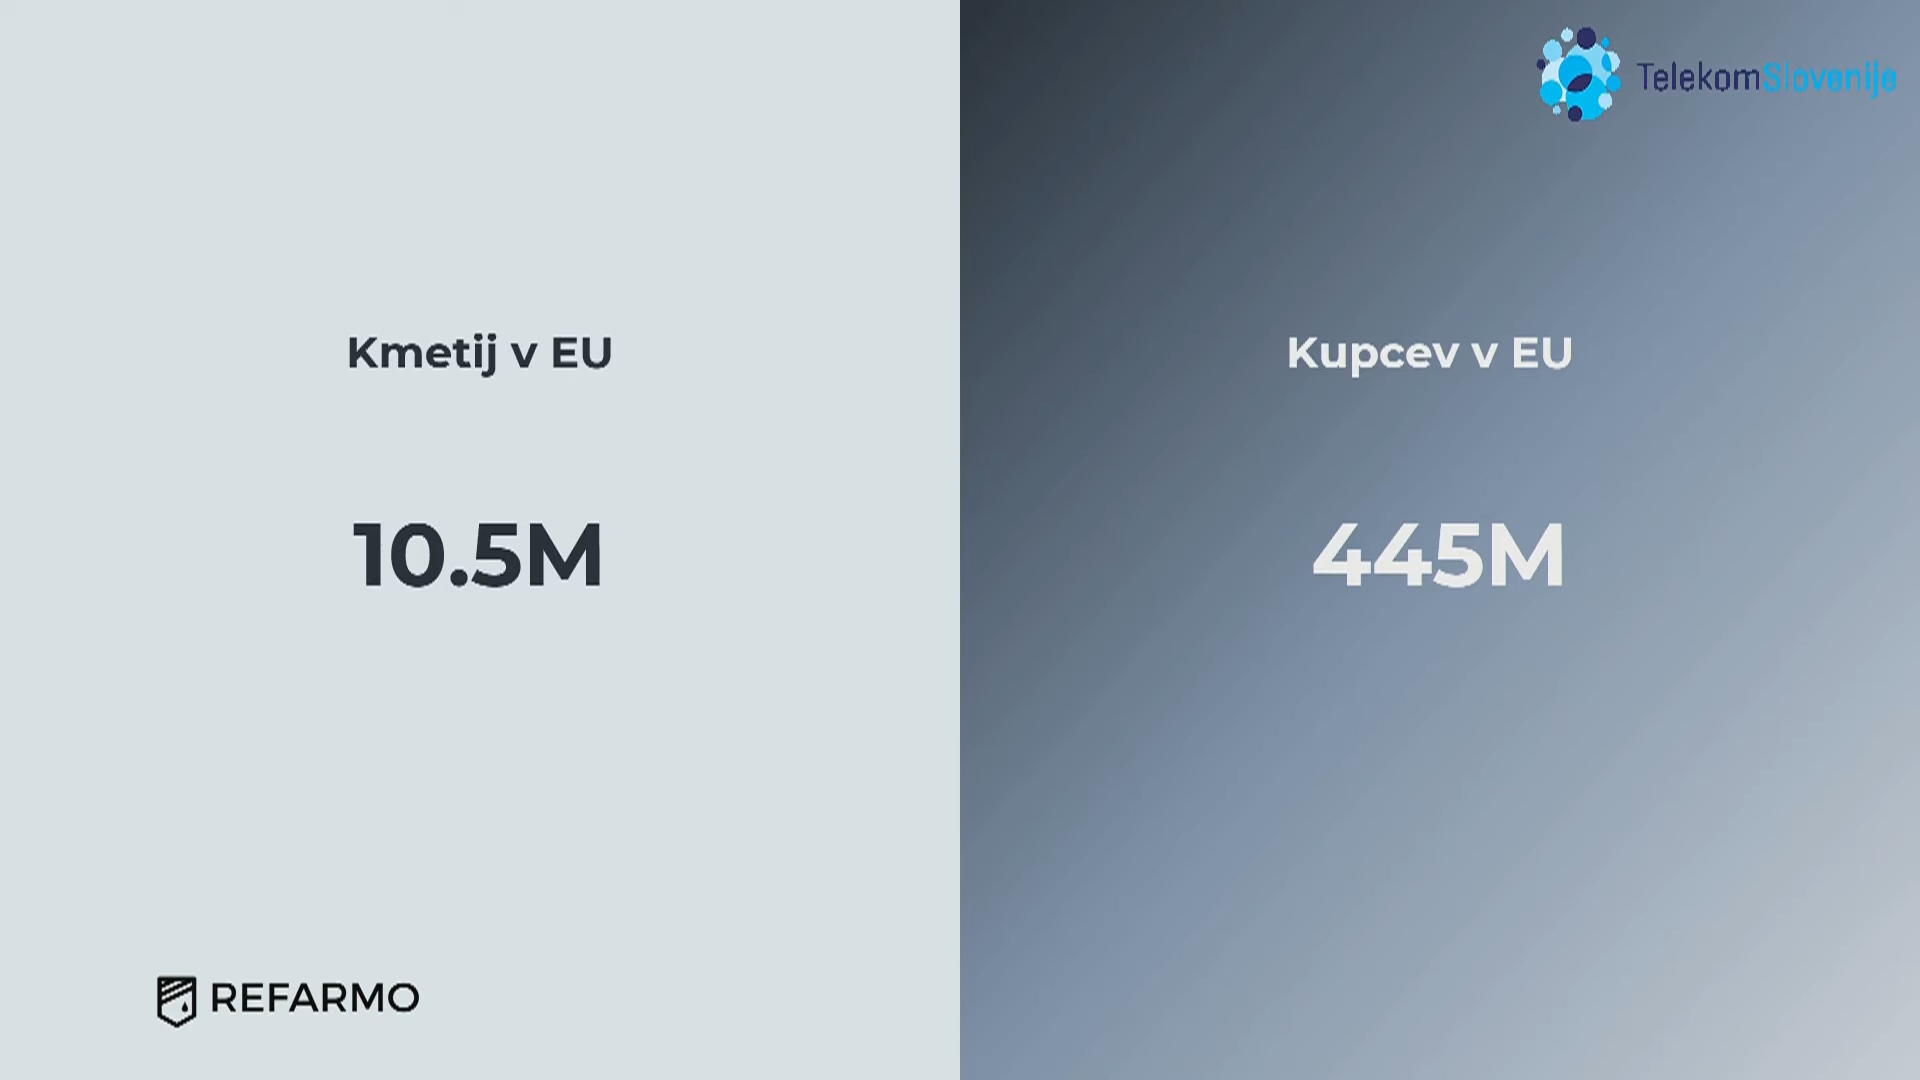 TelekomSlovenije
Kmetij v EU
10.5M
Kupcev v EU
445M
REFARMO